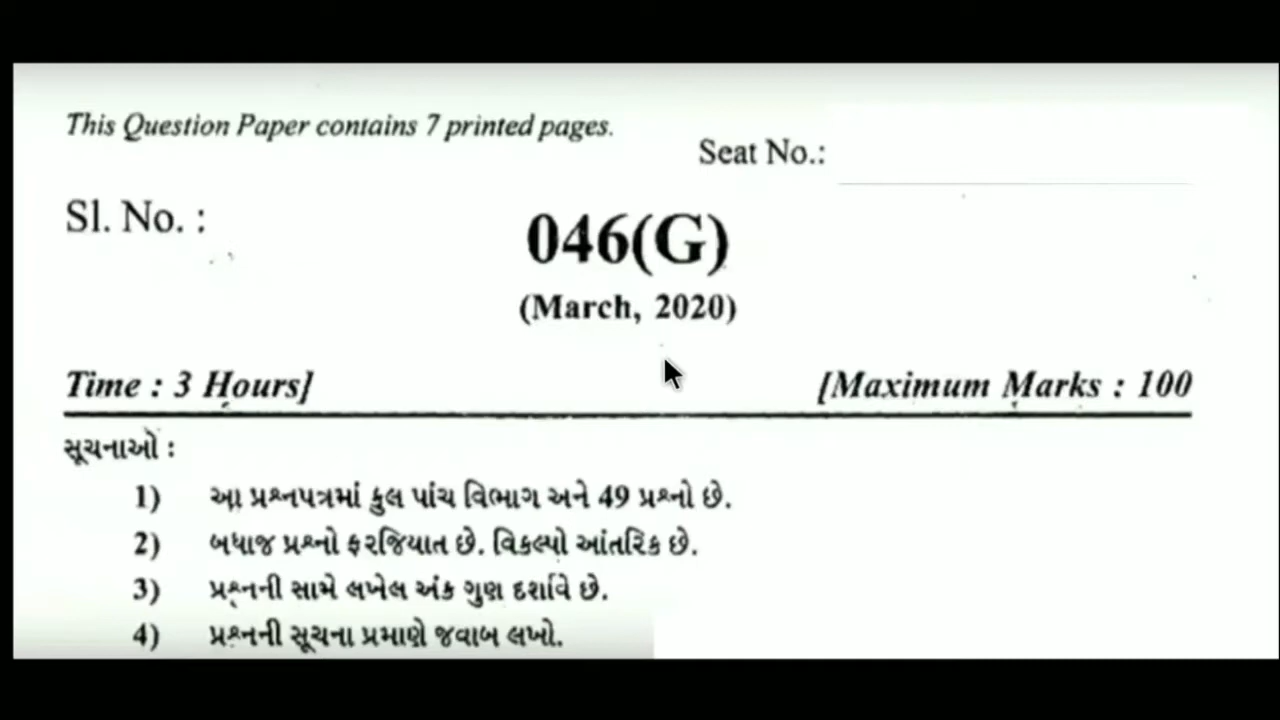 This Question Paper contains 7 printed pages.
Seat No.:
Sl. No. :
046(G)
(March, 2020)
Time : 3 Hours]
[Maximum Marks : 100
સૂચનાઓ :
1) આ પ્રશ્નપત્રમાં કુલ પાંચ વિભાગ અને 49 પ્રશ્નો છે.
2) બધાજ પ્રશ્નો ફરજિયાત છે. વિકલ્પો આંતરિક છે.
3) પ્રશ્નની સામે લખેલ અંક ગુણ દર્શાવે છે.
4) પ્રશ્નની સૂચના પ્રમાણે જવાબ લખો.